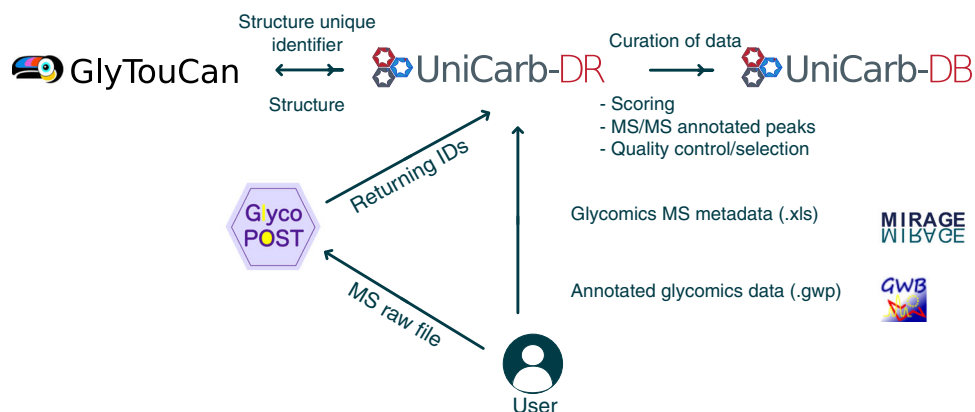 Structure unique
identifier
GlyTouCan
UniCarb-DR
Curation of data
UniCarb-DB
Structure
- Scoring
- MS/MS annotated peaks
- Quality control/selection
Returning IDs
Glyco
POST
Glycomics MS metadata (.xls)
MIRAGE
MIRAGE
MS raw file
Annotated glycomics data (.gwp)
GWB
User